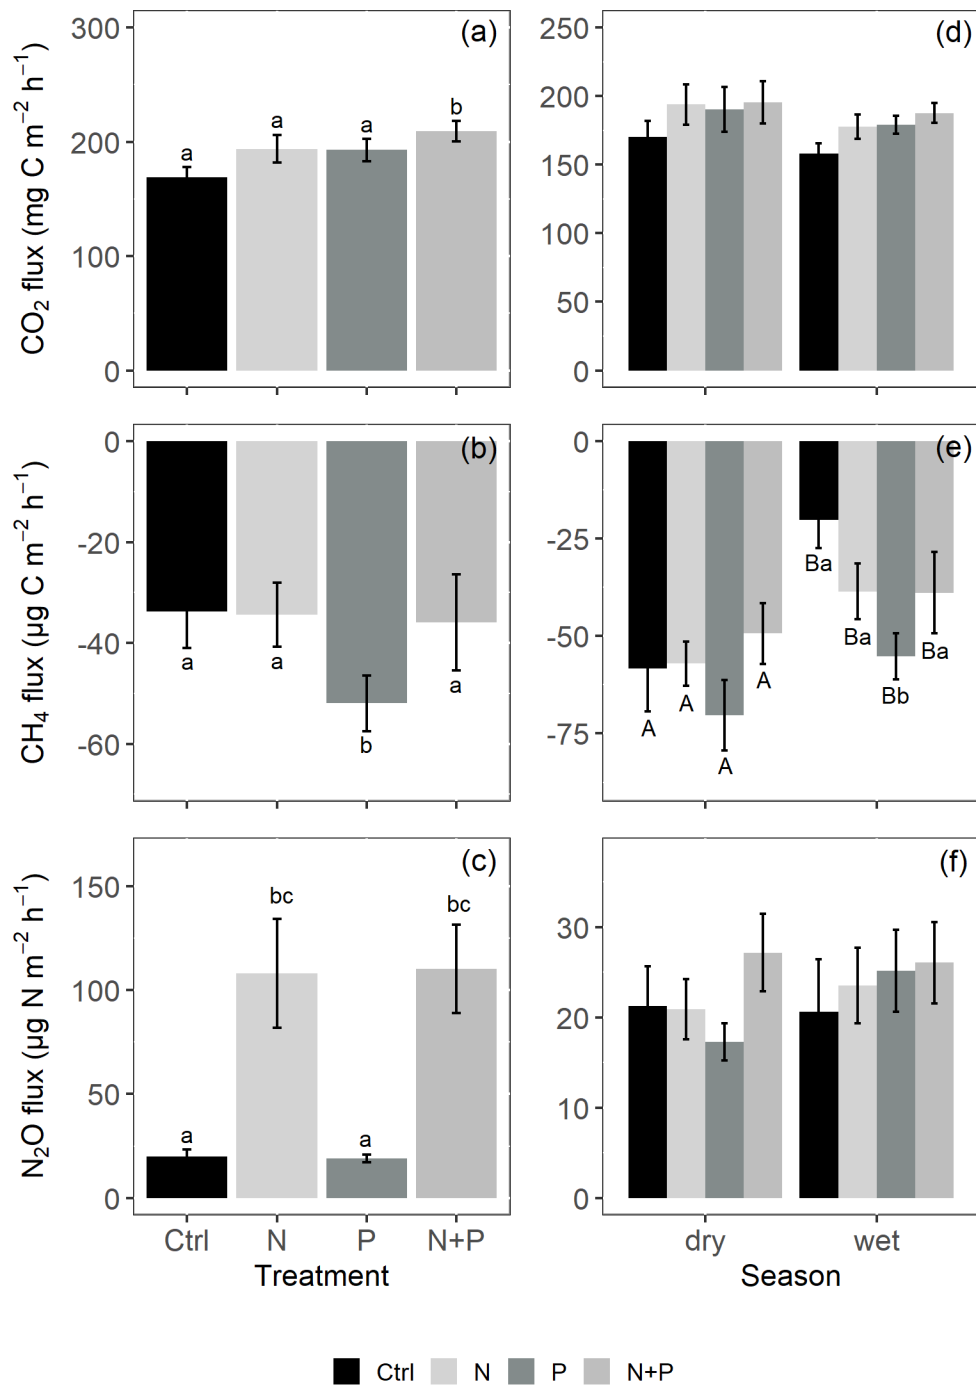 (a)
CO₂ flux (mg C m⁻² h⁻¹)
300
200
100
0
a
a
a
b
(d)
250
200
150
100
50
0
(b)
CH₄ flux (µg C m⁻² h⁻¹)
0
-20
-40
-60
a
a
b
a
(e)
0
-25
-50
-75
A
A
A
A
Ba
Ba
Bb
Ba
(c)
N₂O flux (µg N m⁻² h⁻¹)
150
100
50
0
a
bc
a
bc
Ctrl N P N+P
Treatment
(f)
30
20
10
0
dry wet
Season
Ctrl N P N+P